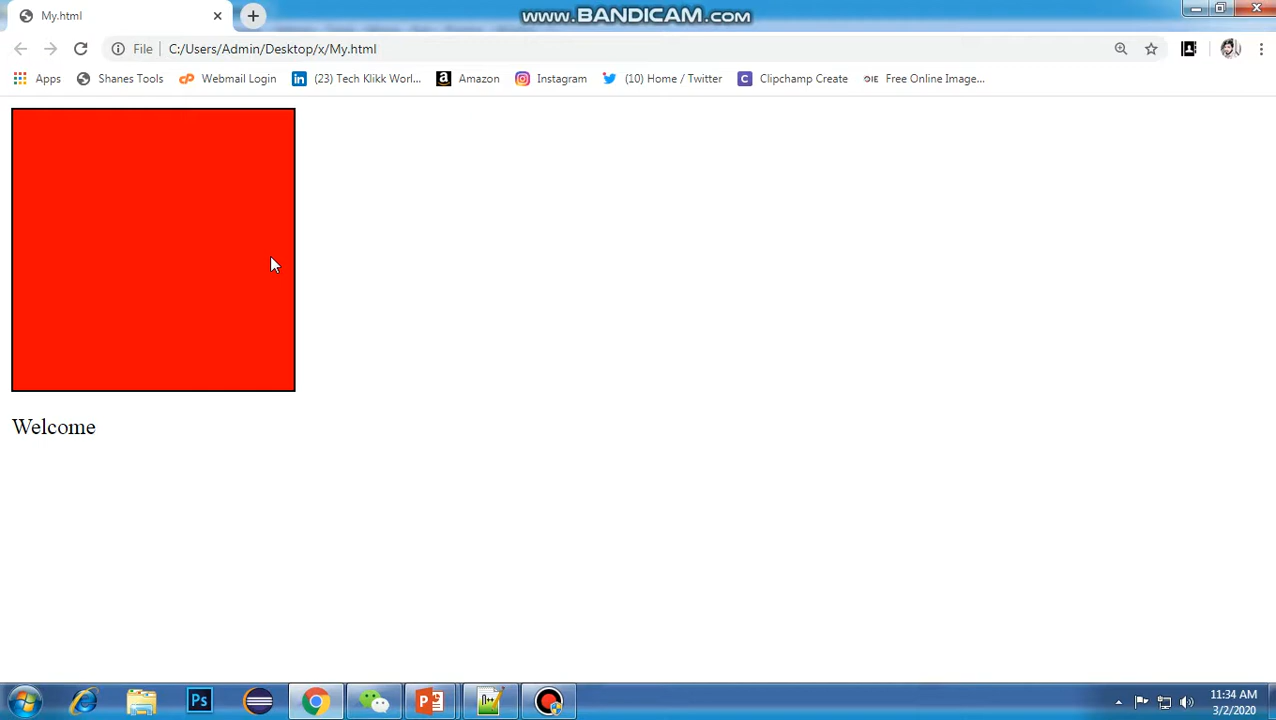 My.html
www.BANDICAM.com
File C:/Users/Admin/Desktop/x/My.html
Apps Shanes Tools Webmail Login (23) Tech Klikk Worl... Amazon Instagram (10) Home / Twitter Clipchamp Create Free Online Image...
Welcome
11:34 AM
3/2/2020